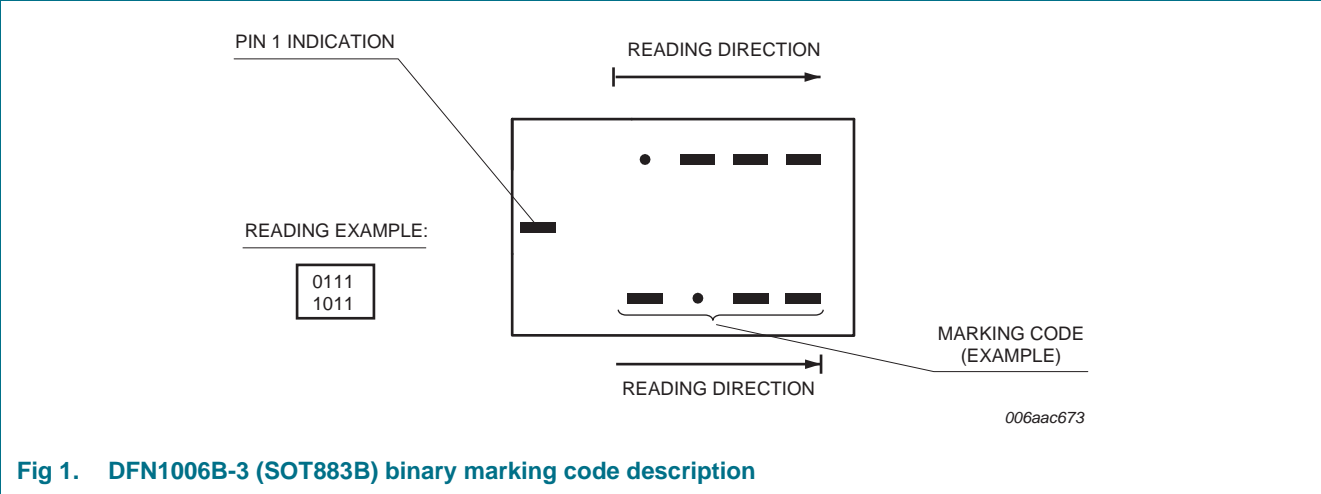 PIN 1 INDICATION
READING DIRECTION
READING EXAMPLE:
0111
1011
MARKING CODE
(EXAMPLE)
READING DIRECTION
006aac673
Fig 1. DFN1006B-3 (SOT883B) binary marking code description